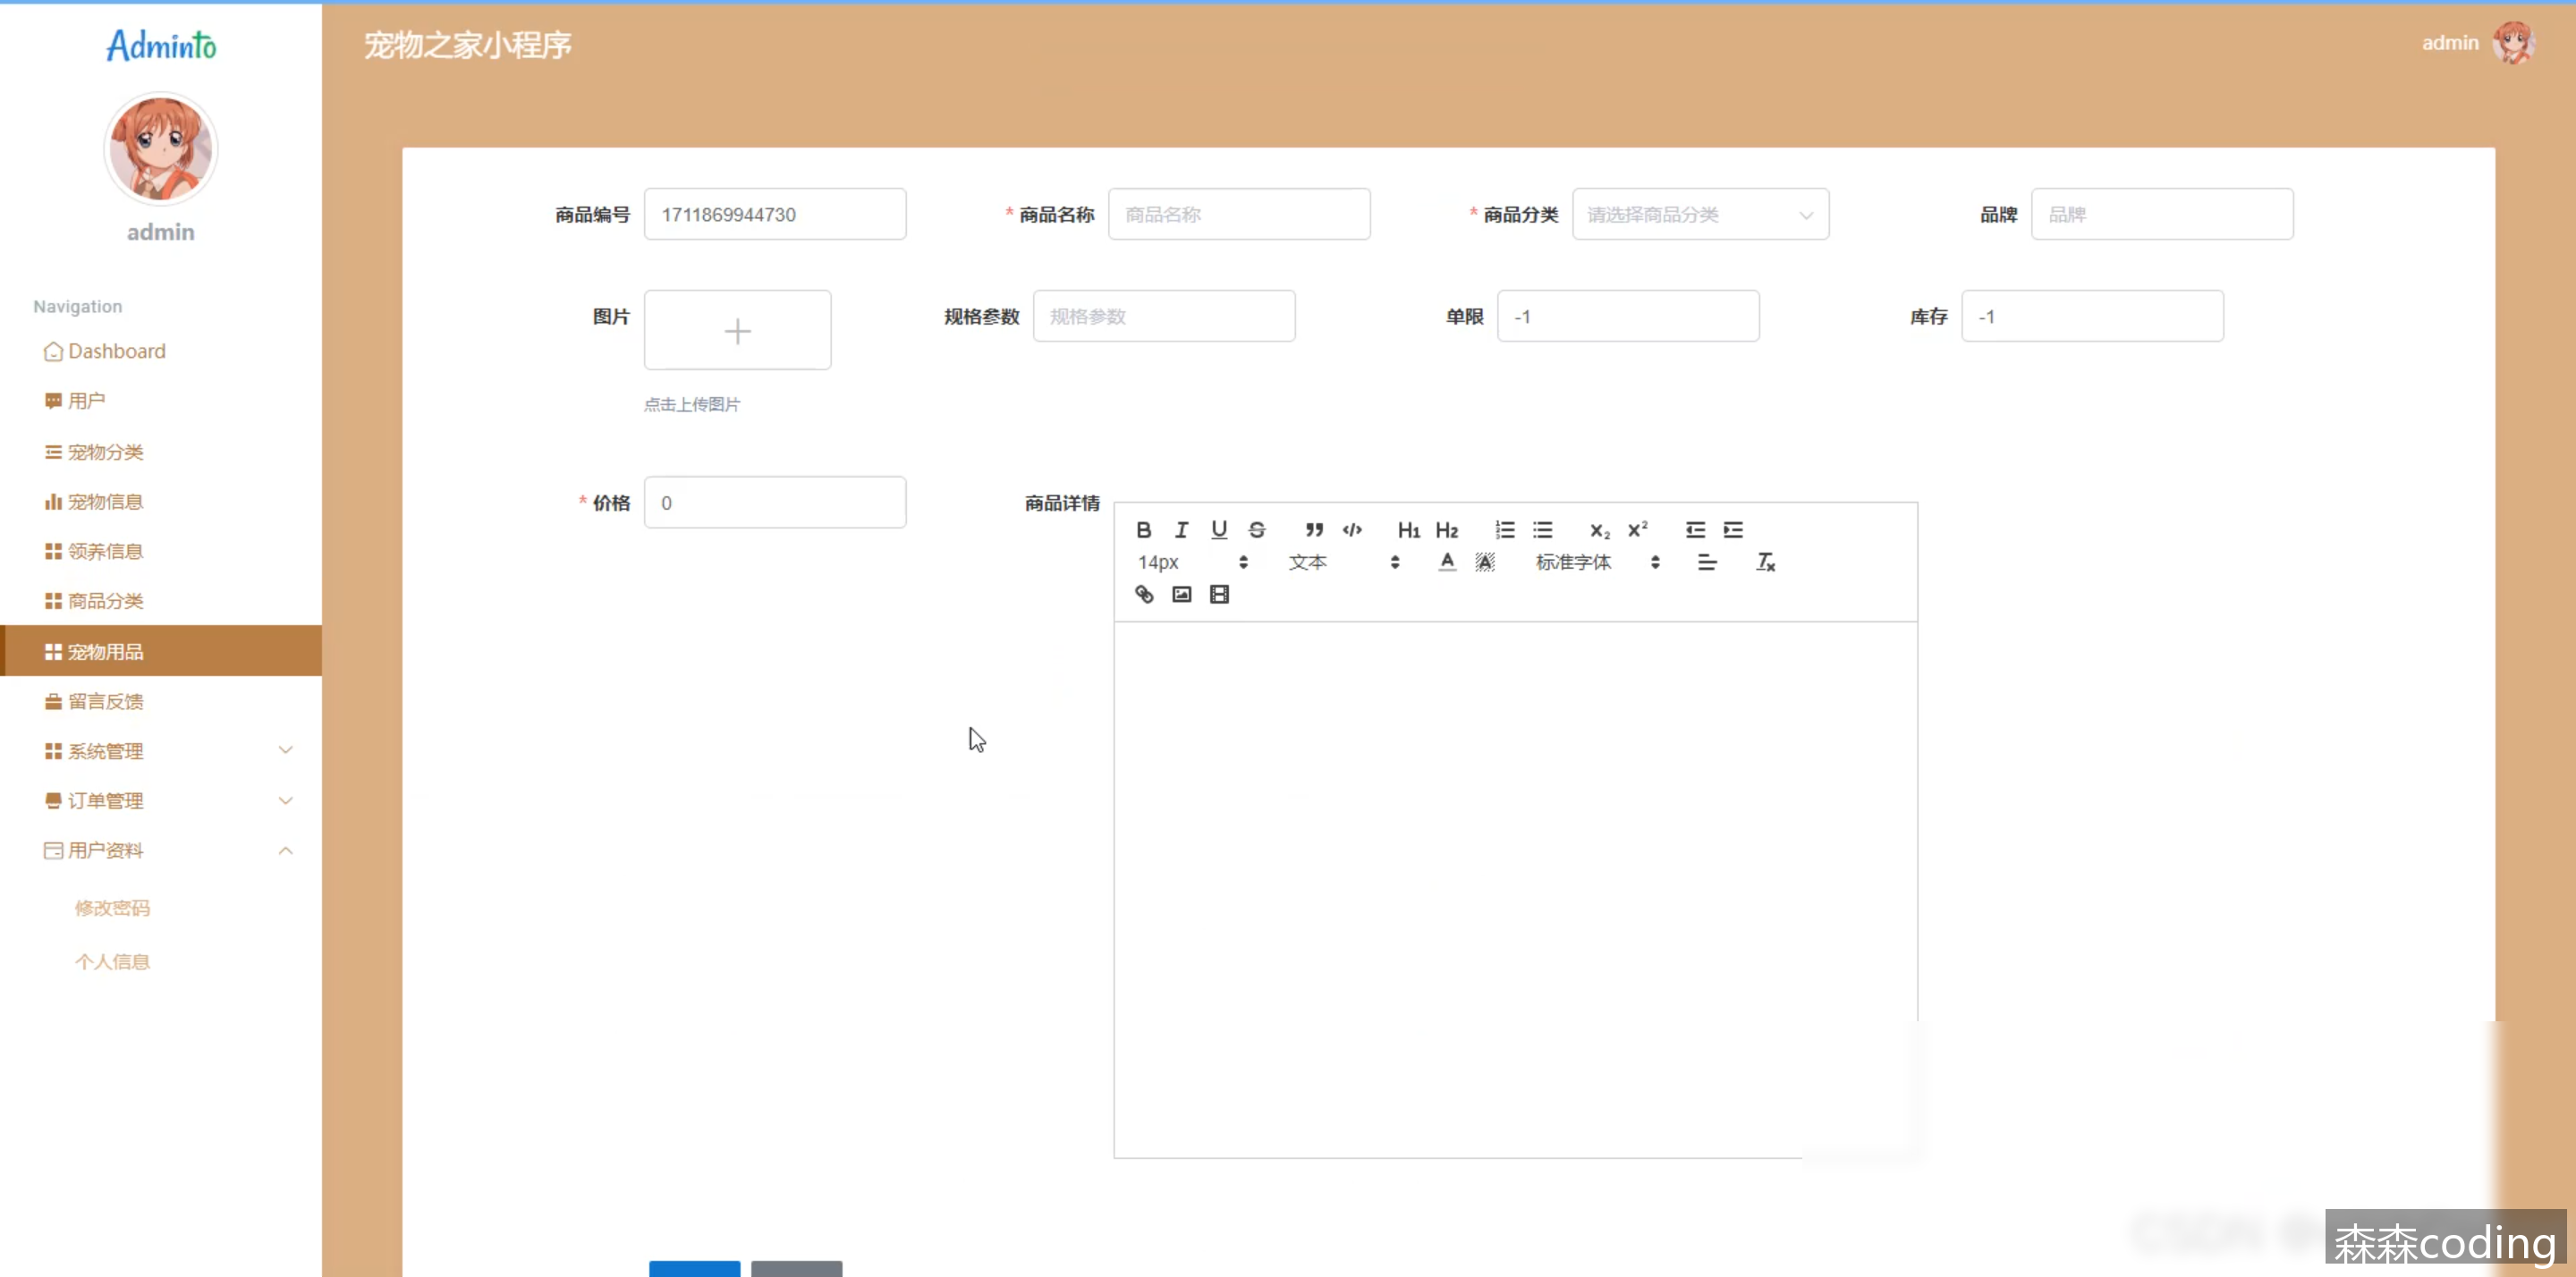 Adminto
宠物之家小程序
admin
admin
Navigation
Dashboard
用户
宠物分类
宠物信息
领养信息
商品分类
宠物用品
留言反馈
系统管理
订单管理
用户资料
修改密码
个人信息
商品编号 1711869944730 * 商品名称 商品名称 * 商品分类 请选择商品分类 品牌 品牌
图片 规格参数 规格参数 单限 -1 库存 -1
点击上传图片
* 价格 0 商品详情
B I U S H1 H2 x2 x2
14px 文本 A A 标准字体 Tx
森森coding